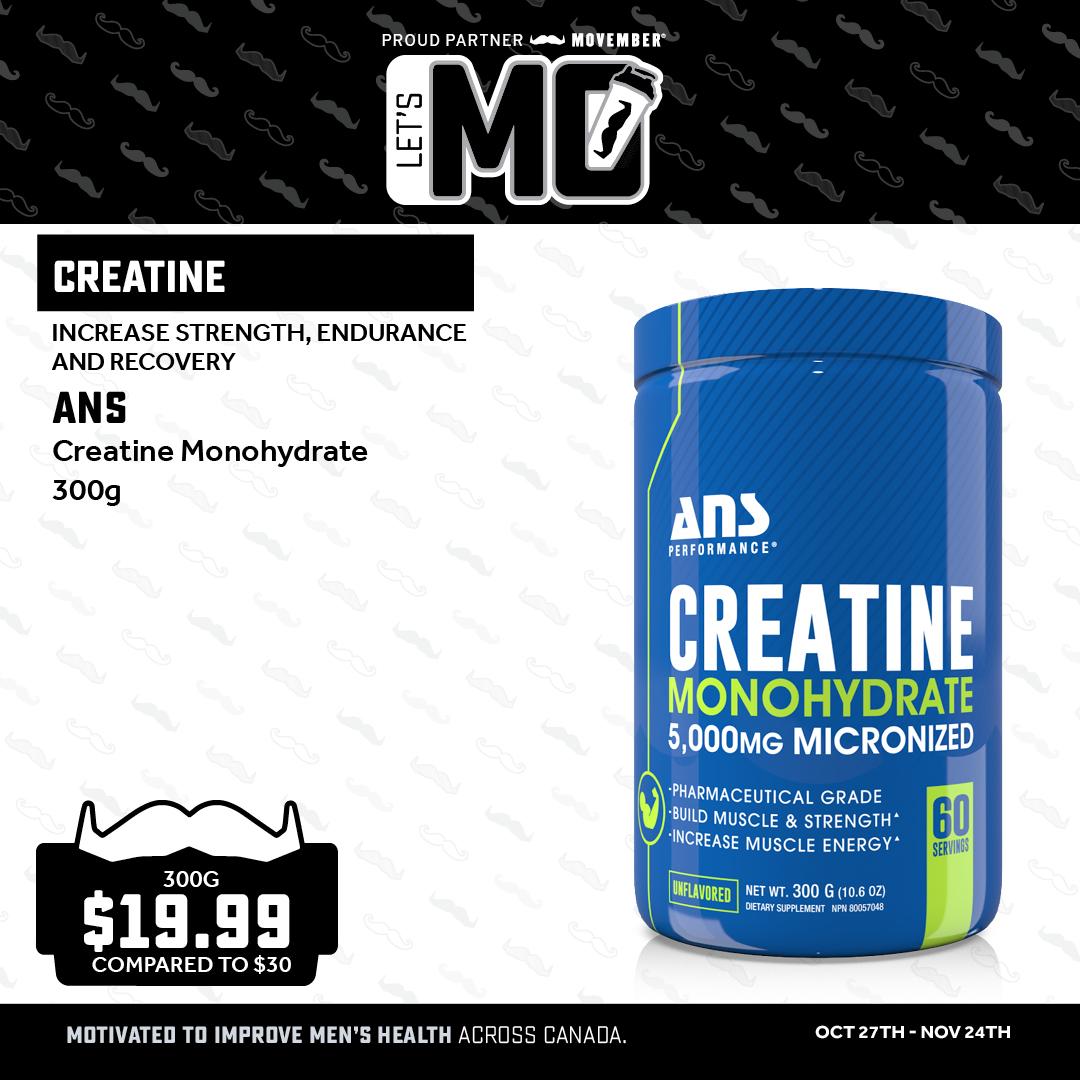 PROUD PARTNER MOVEMBER®
LET'S
MO
CREATINE
INCREASE STRENGTH, ENDURANCE
AND RECOVERY
ANS
Creatine Monohydrate
300g
ANS
PERFORMANCE®
CREATINE
MONOHYDRATE
5,000MG MICRONIZED
-PHARMACEUTICAL GRADE
-BUILD MUSCLE & STRENGTH▲
-INCREASE MUSCLE ENERGY▲
60
SERVINGS
UNFLAVORED
NET WT. 300 G (10.6 OZ)
DIETARY SUPPLEMENT NPN 80057048
300G
$19.99
COMPARED TO $30
MOTIVATED TO IMPROVE MEN'S HEALTH ACROSS CANADA.
OCT 27TH - NOV 24TH